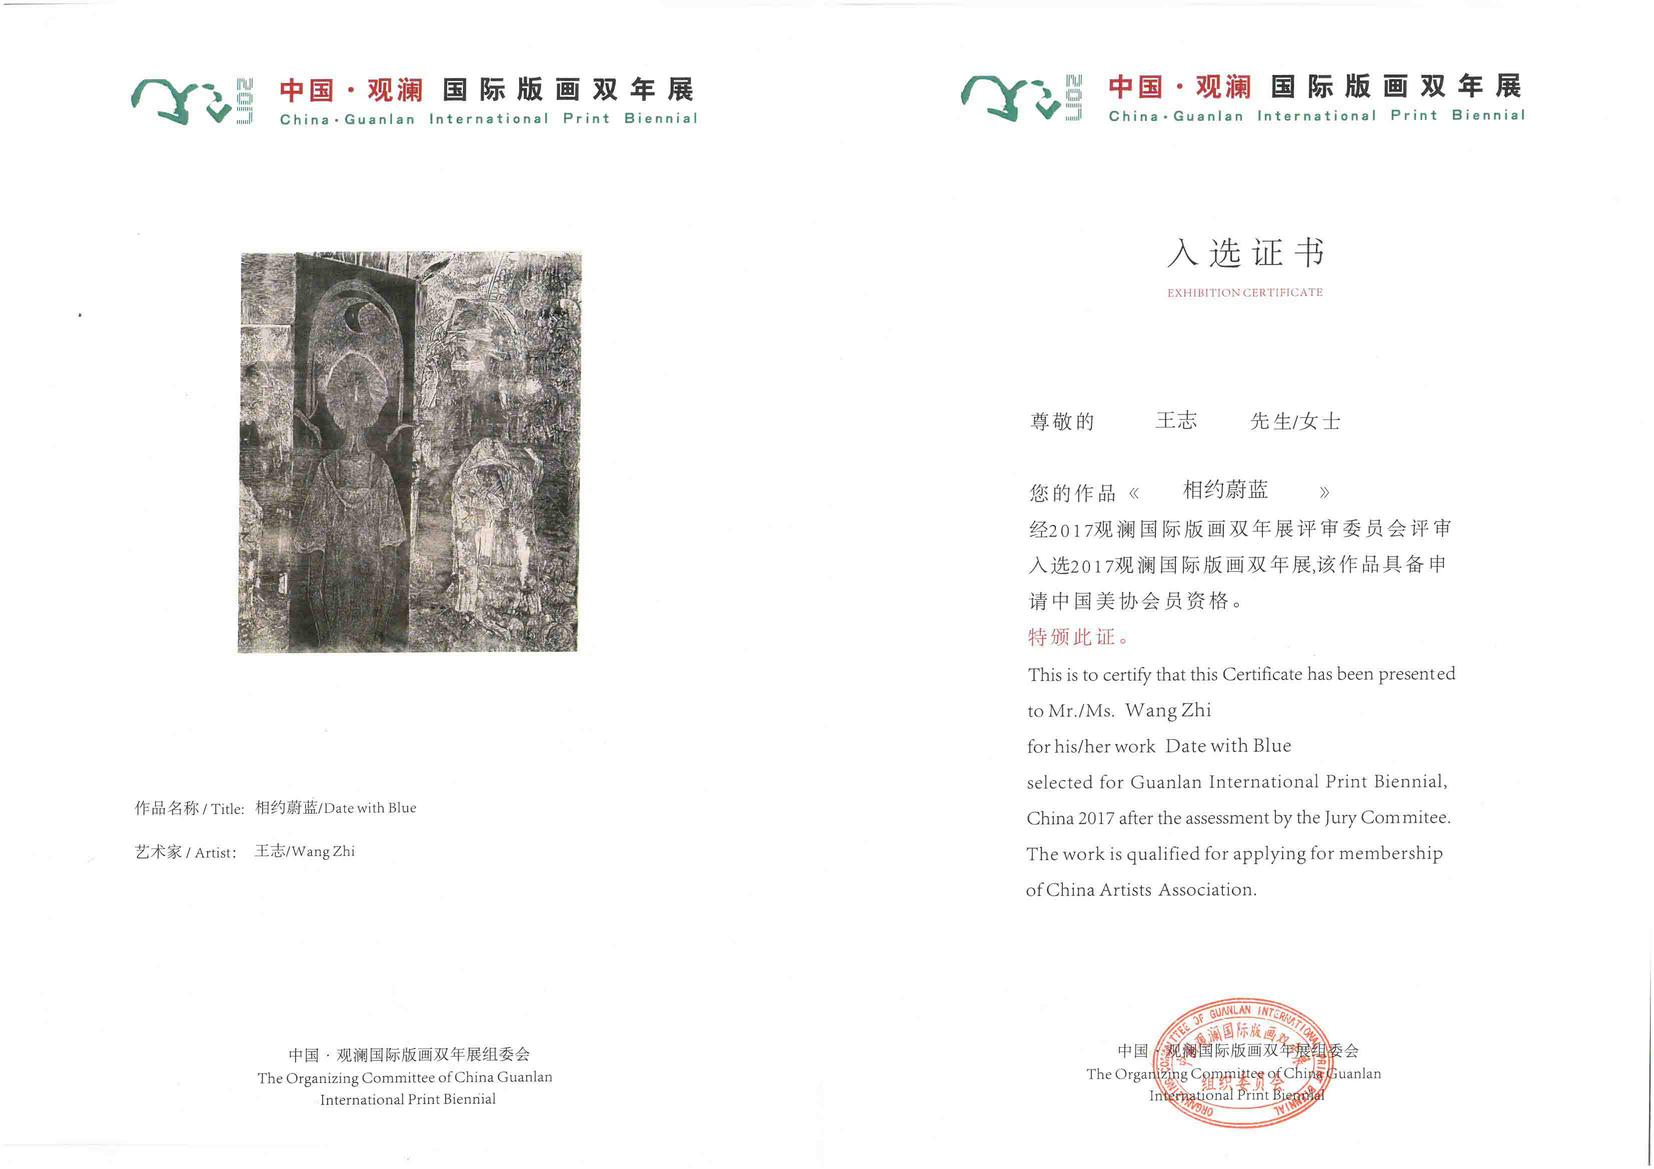 2017
中国·观澜 国际版画双年展
China·Guanlan International Print Biennial
作品名称 / Title: 相约蔚蓝/Date with Blue
艺术家 / Artist: 王志/Wang Zhi
中国 · 观澜国际版画双年展组委会
The Organizing Committee of China Guanlan
International Print Biennial
2017
中国·观澜 国际版画双年展
China·Guanlan International Print Biennial
入选证书
EXHIBITION CERTIFICATE
尊敬的 王志 先生/女士
您的作品《 相约蔚蓝 》
经2017观澜国际版画双年展评审委员会评审
入选2017观澜国际版画双年展,该作品具备申
请中国美协会员资格。
特颁此证。
This is to certify that this Certificate has been presented
to Mr./Ms. Wang Zhi
for his/her work Date with Blue
selected for Guanlan International Print Biennial,
China 2017 after the assessment by the Jury Commitee.
The work is qualified for applying for membership
of China Artists Association.
中国 · 观澜国际版画双年展组委会
The Organizing Committee of China Guanlan
International Print Biennial
ORGANIZING COMMITTEE OF GUANLAN INTERNATIONAL PRINT BIENNIAL
中国观澜国际版画双年展
组织委员会